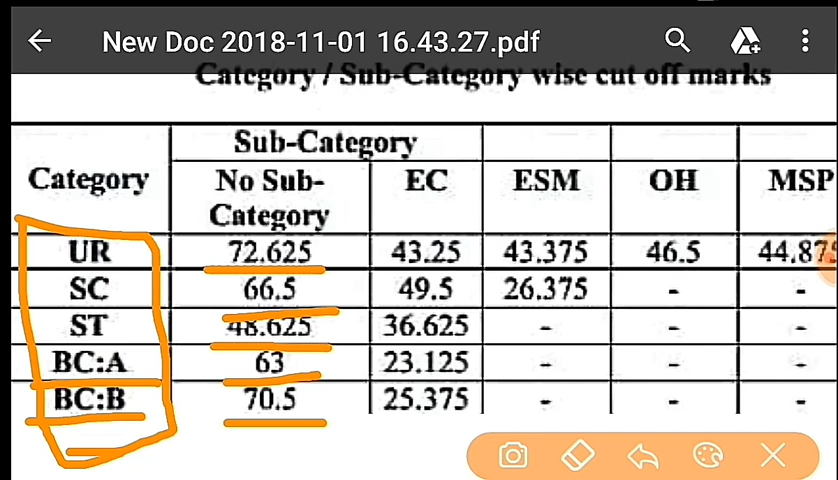 New Doc 2018-11-01 16.43.27.pdf
Category / Sub-Category wise cut off marks
Category Sub-Category
No Sub-Category EC ESM OH MSP
UR 72.625 43.25 43.375 46.5 44.875
SC 66.5 49.5 26.375 - -
ST 48.625 36.625 - - -
BC:A 63 23.125 - - -
BC:B 70.5 25.375 - - -